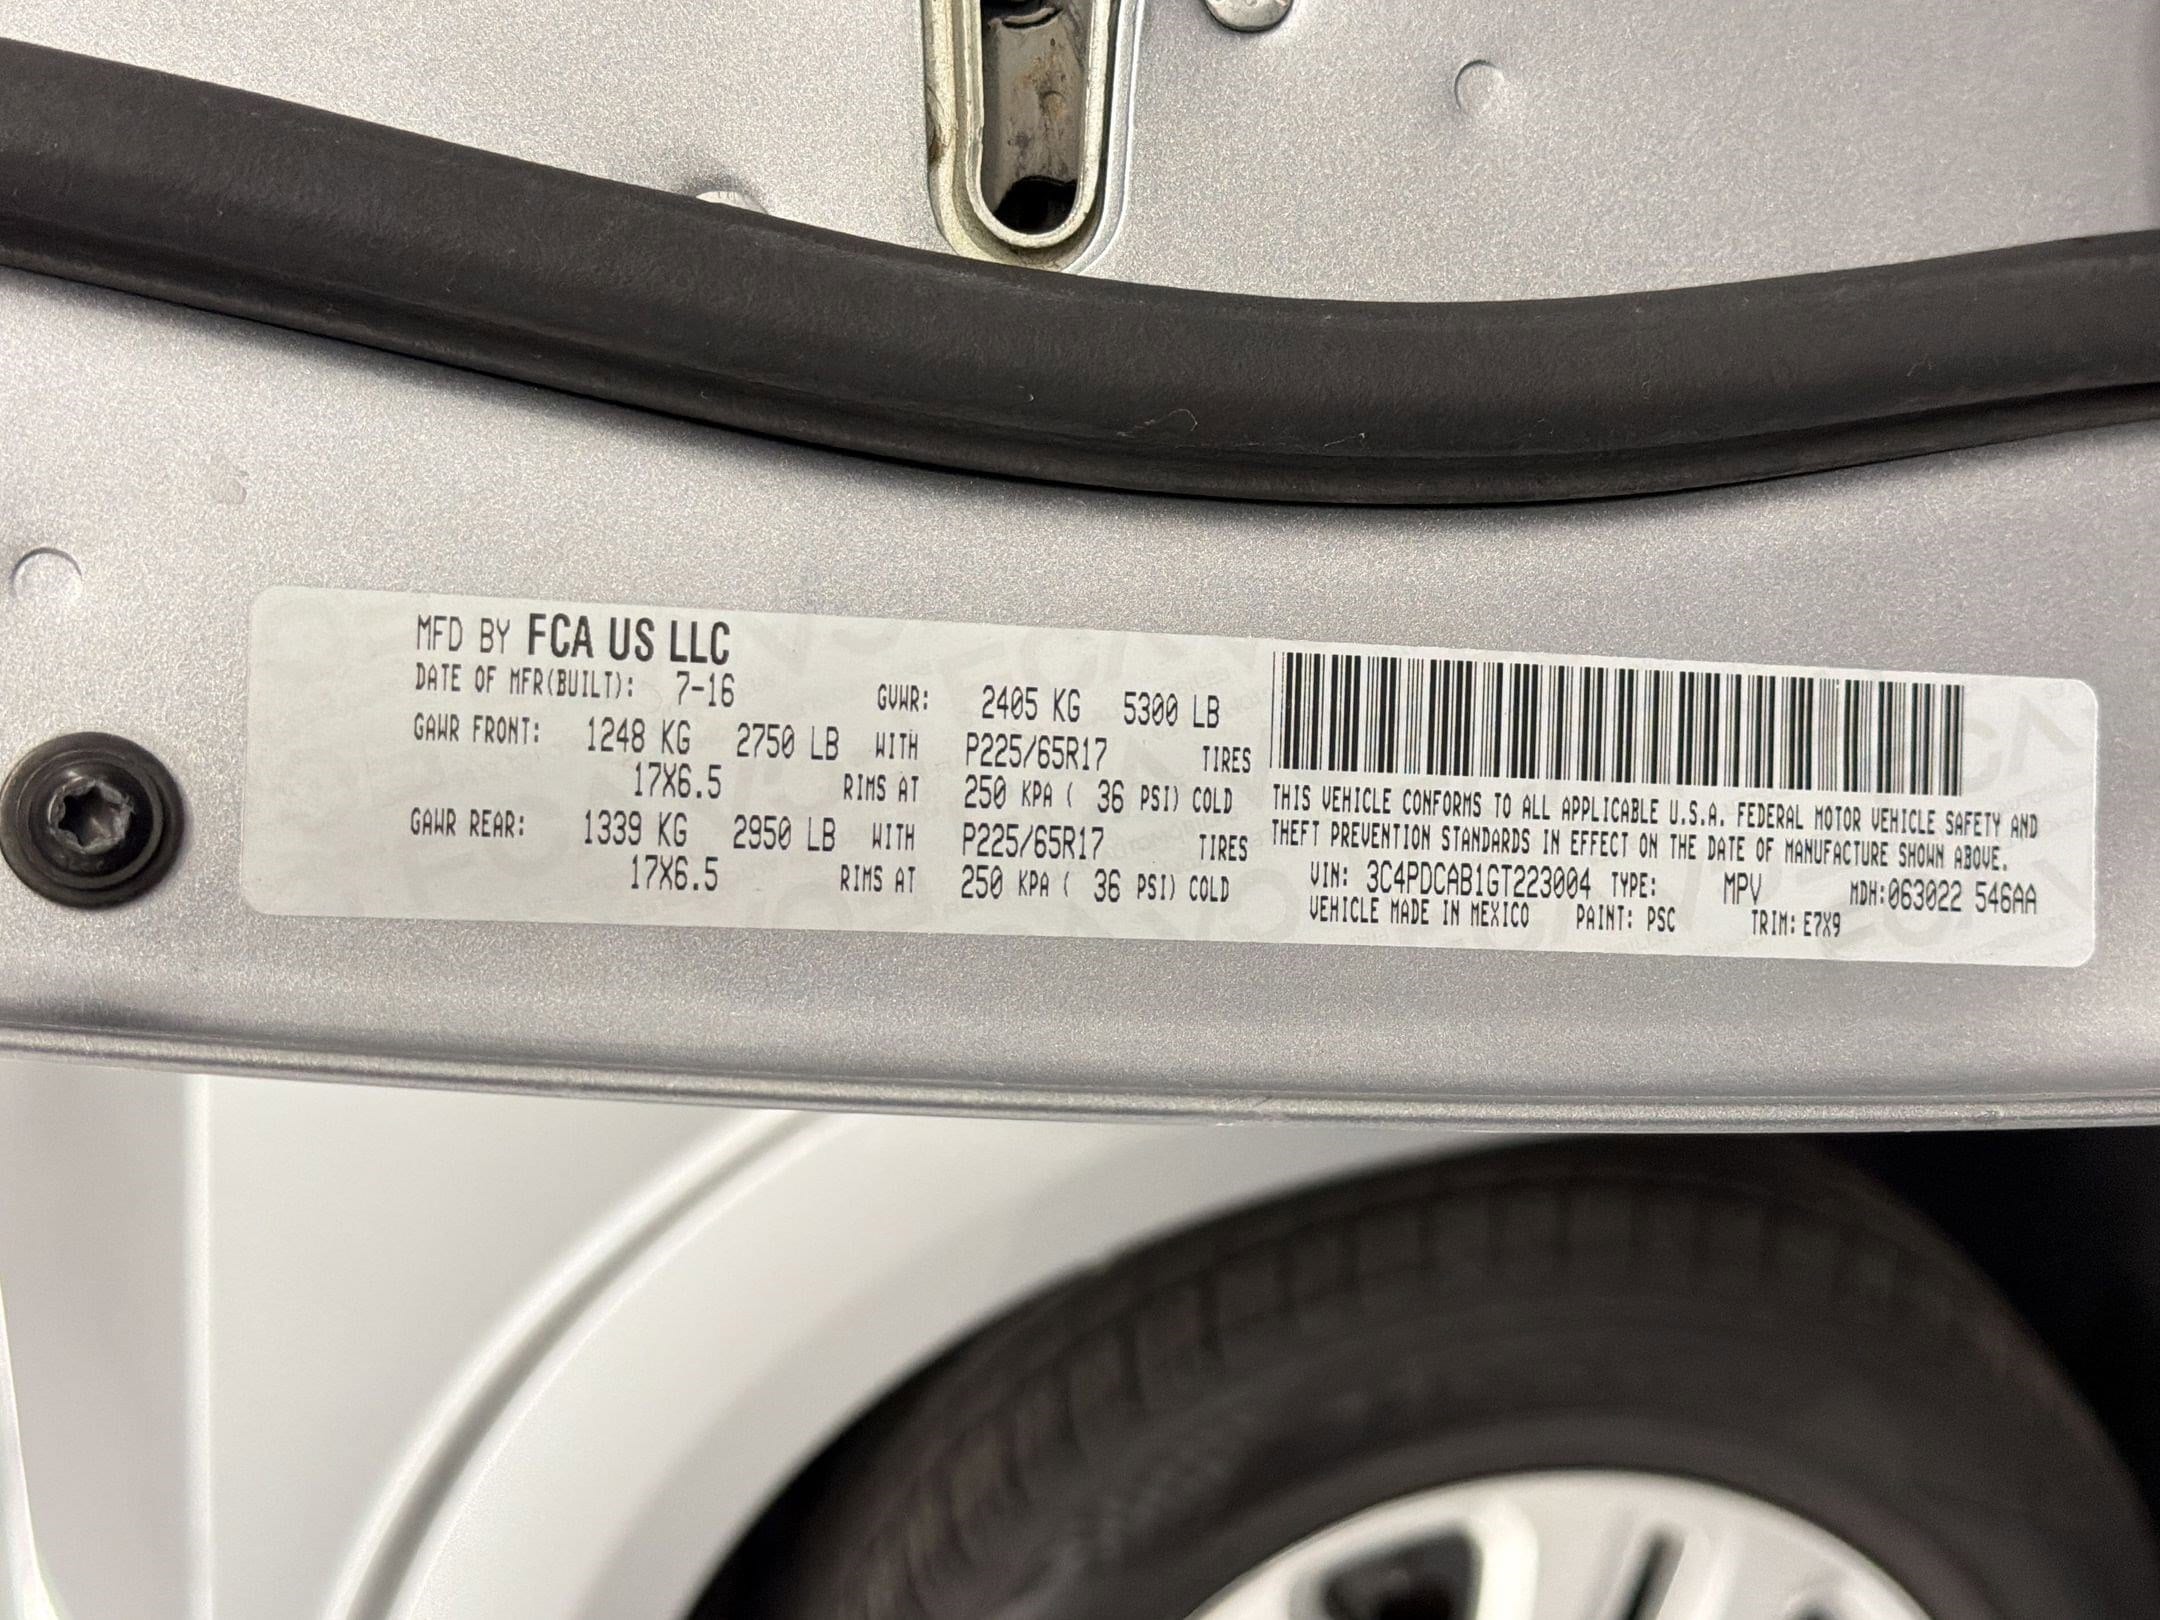 MFD BY FCA US LLC
DATE OF MFR(BUILT): 7-16 GVWR: 2405 KG 5300 LB
GAWR FRONT: 1248 KG 2750 LB WITH P225/65R17 TIRES
17X6.5 RIMS AT 250 KPA ( 36 PSI) COLD
GAWR REAR: 1339 KG 2950 LB WITH P225/65R17 TIRES
17X6.5 RIMS AT 250 KPA ( 36 PSI) COLD
THIS VEHICLE CONFORMS TO ALL APPLICABLE U.S.A. FEDERAL MOTOR VEHICLE SAFETY AND
THEFT PREVENTION STANDARDS IN EFFECT ON THE DATE OF MANUFACTURE SHOWN ABOVE.
VIN: 3C4PDCAB1GT223004 TYPE: MPV MDH:063022 546AA
VEHICLE MADE IN MEXICO PAINT: PSC TRIM: E7X9